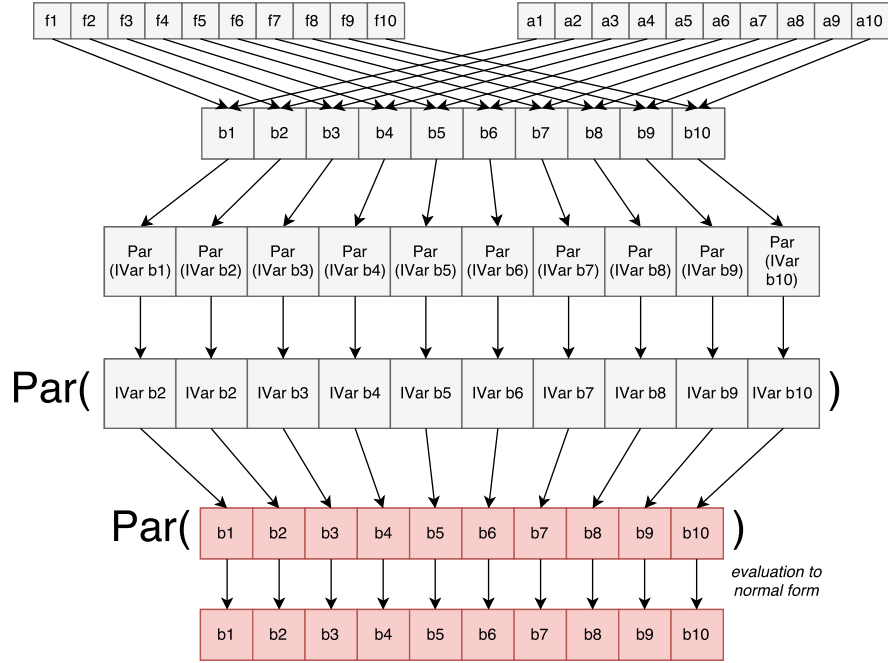 f1 f2 f3 f4 f5 f6 f7 f8 f9 f10 a1 a2 a3 a4 a5 a6 a7 a8 a9 a10
b1 b2 b3 b4 b5 b6 b7 b8 b9 b10
Par (IVar b1)
Par (IVar b2)
Par (IVar b3)
Par (IVar b4)
Par (IVar b5)
Par (IVar b6)
Par (IVar b7)
Par (IVar b8)
Par (IVar b9)
Par (IVar b10)
Par( IVar b2 IVar b2 IVar b3 IVar b4 IVar b5 IVar b6 IVar b7 IVar b8 IVar b9 IVar b10 )
Par( b1 b2 b3 b4 b5 b6 b7 b8 b9 b10 )
evaluation to
normal form
b1 b2 b3 b4 b5 b6 b7 b8 b9 b10